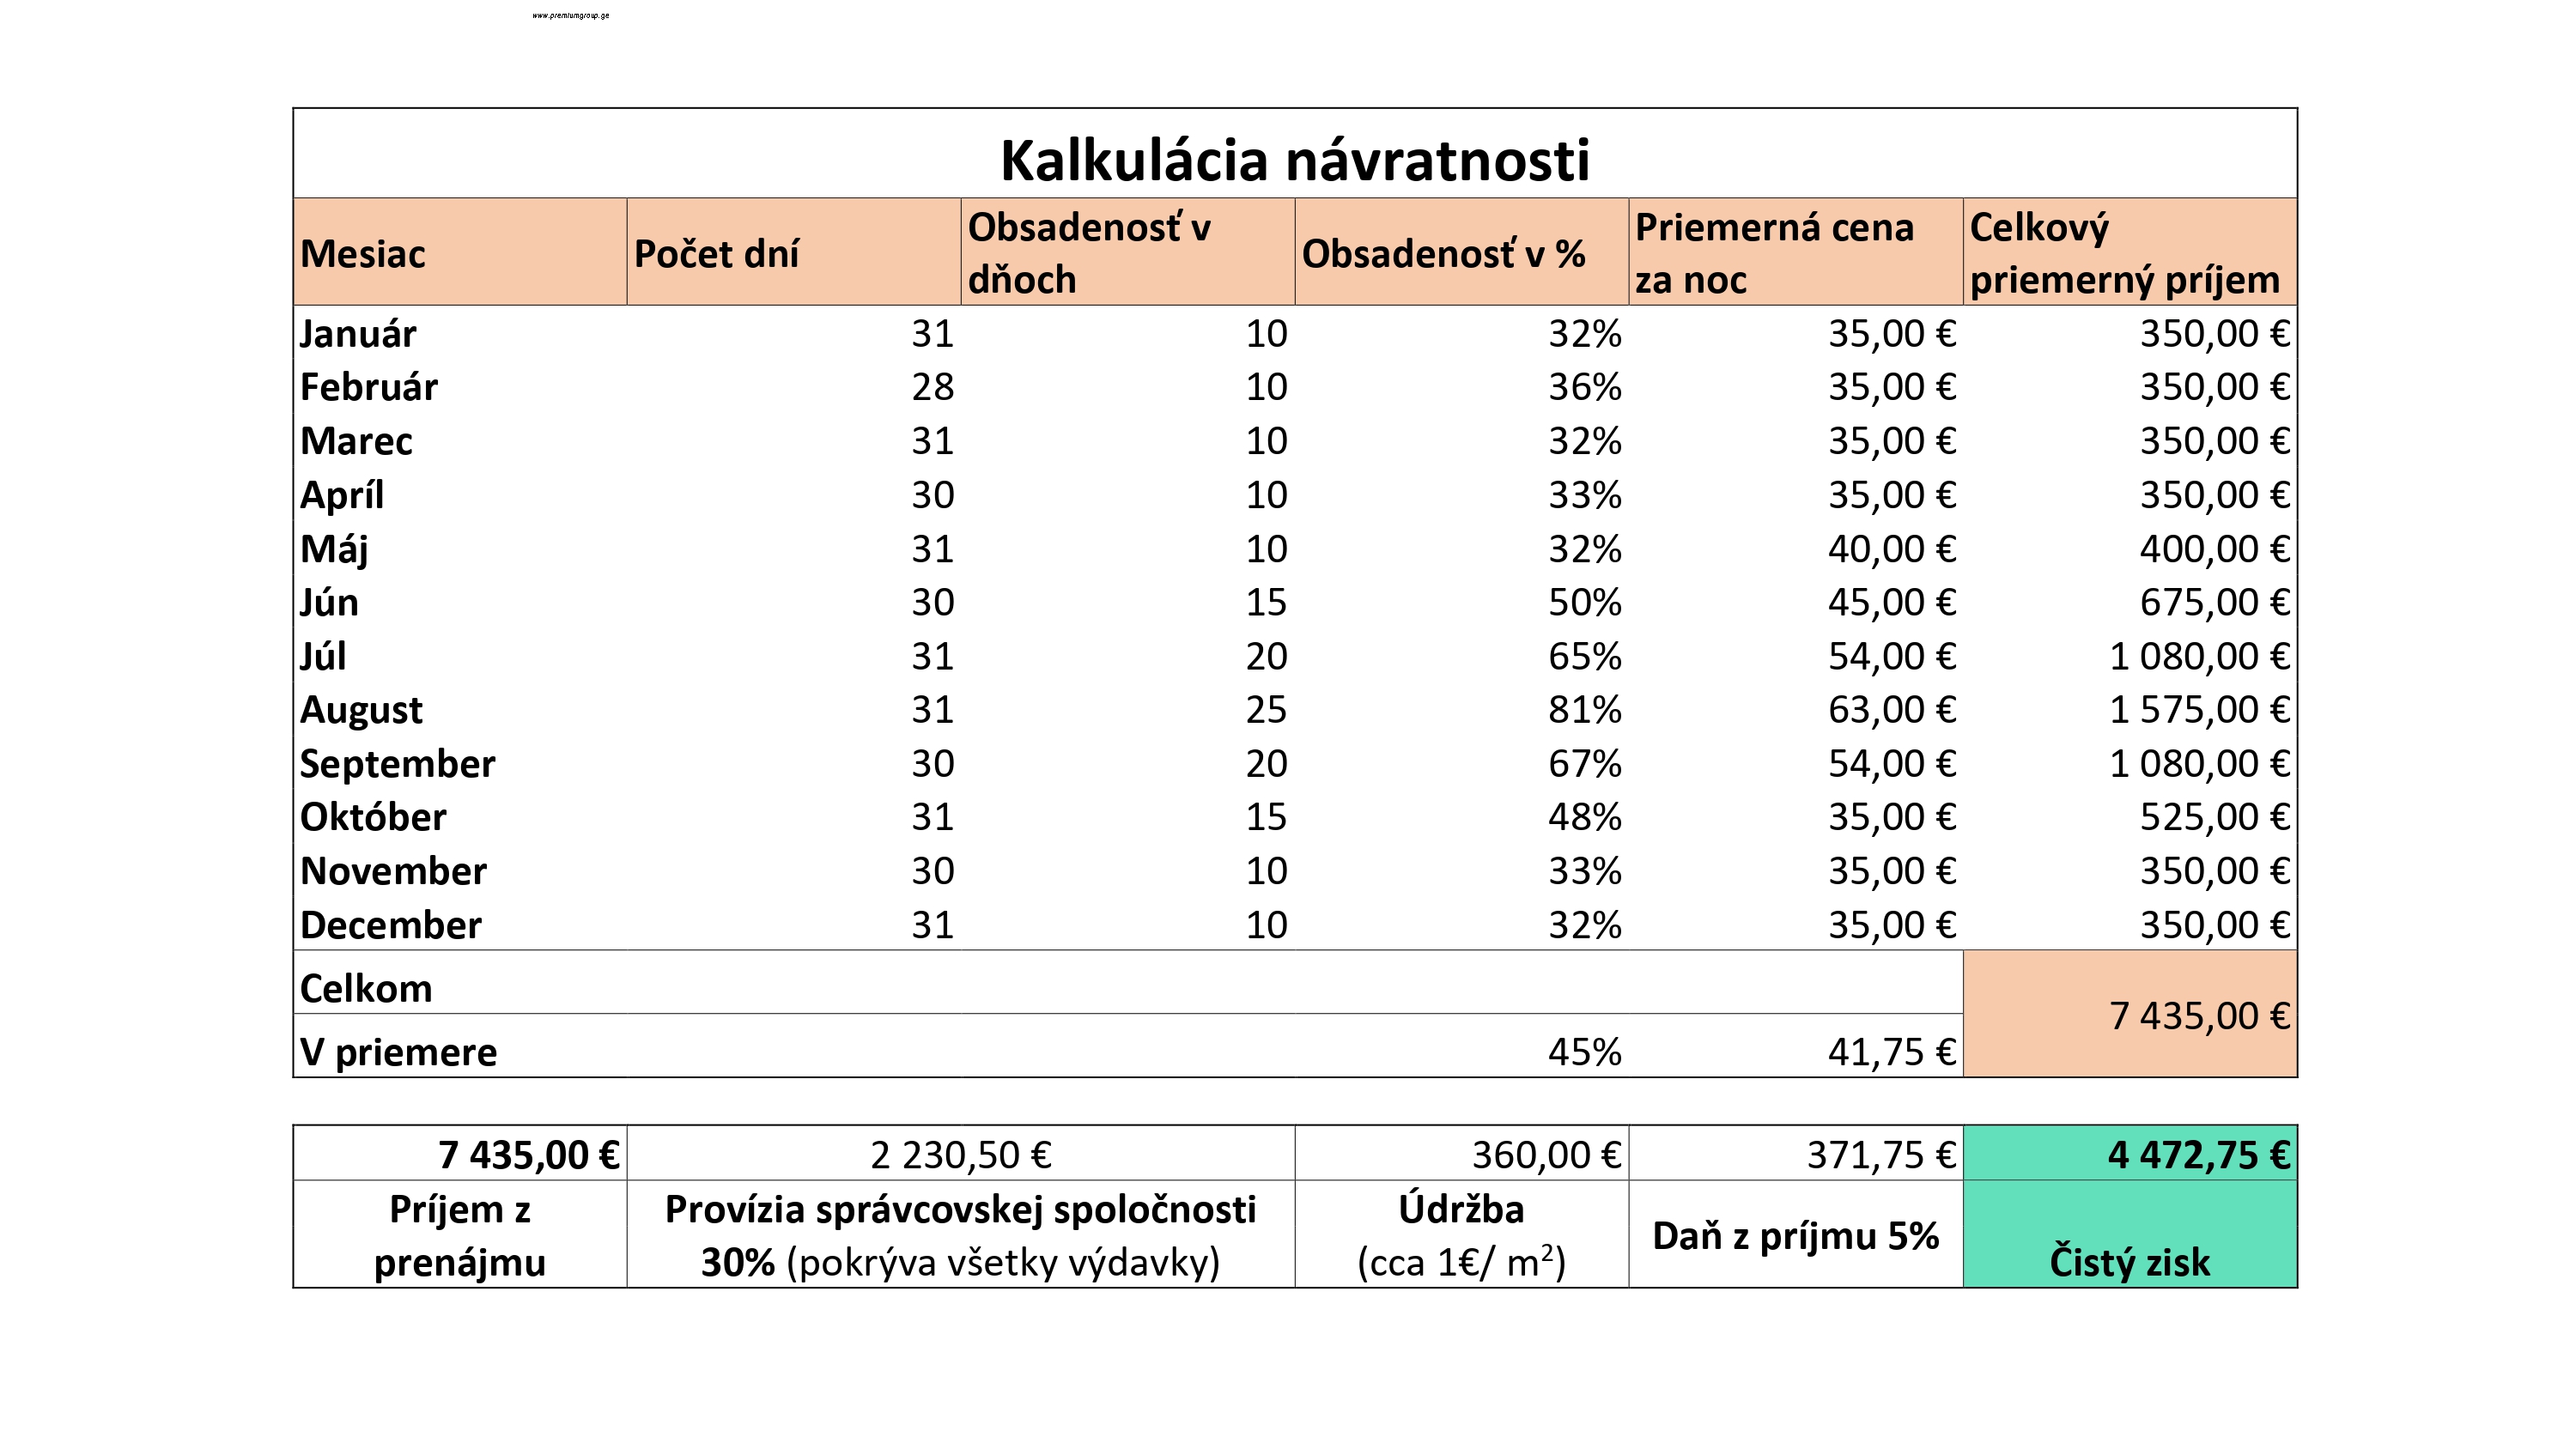 www.premiumgroup.ge
Kalkulácia návratnosti
Mesiac Počet dní Obsadenosť v dňoch Obsadenosť v % Priemerná cena za noc Celkový priemerný príjem
Január 31 10 32% 35,00 € 350,00 €
Február 28 10 36% 35,00 € 350,00 €
Marec 31 10 32% 35,00 € 350,00 €
Apríl 30 10 33% 35,00 € 350,00 €
Máj 31 10 32% 40,00 € 400,00 €
Jún 30 15 50% 45,00 € 675,00 €
Júl 31 20 65% 54,00 € 1 080,00 €
August 31 25 81% 63,00 € 1 575,00 €
September 30 20 67% 54,00 € 1 080,00 €
Október 31 15 48% 35,00 € 525,00 €
November 30 10 33% 35,00 € 350,00 €
December 31 10 32% 35,00 € 350,00 €
Celkom 7 435,00 €
V priemere 45% 41,75 €
7 435,00 € 2 230,50 € 360,00 € 371,75 € 4 472,75 €
Príjem z prenájmu Provízia správcovskej spoločnosti 30% (pokrýva všetky výdavky) Údržba (cca 1€/ m²) Daň z príjmu 5% Čistý zisk